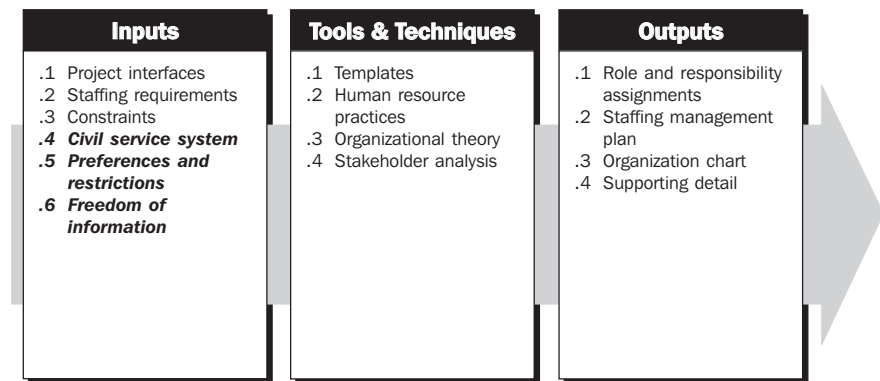 Inputs
.1 Project interfaces
.2 Staffing requirements
.3 Constraints
.4 Civil service system
.5 Preferences and
restrictions
.6 Freedom of
information
Tools & Techniques
.1 Templates
.2 Human resource
practices
.3 Organizational theory
.4 Stakeholder analysis
Outputs
.1 Role and responsibility
assignments
.2 Staffing management
plan
.3 Organization chart
.4 Supporting detail